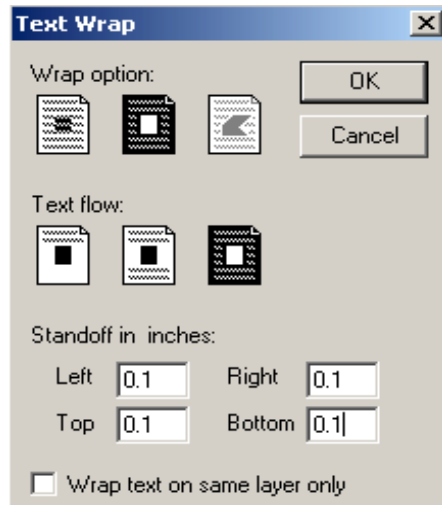 Text Wrap
Wrap option:
OK
Cancel
Text flow:
Standoff in inches:
Left 0.1 Right 0.1
Top 0.1 Bottom 0.1
Wrap text on same layer only